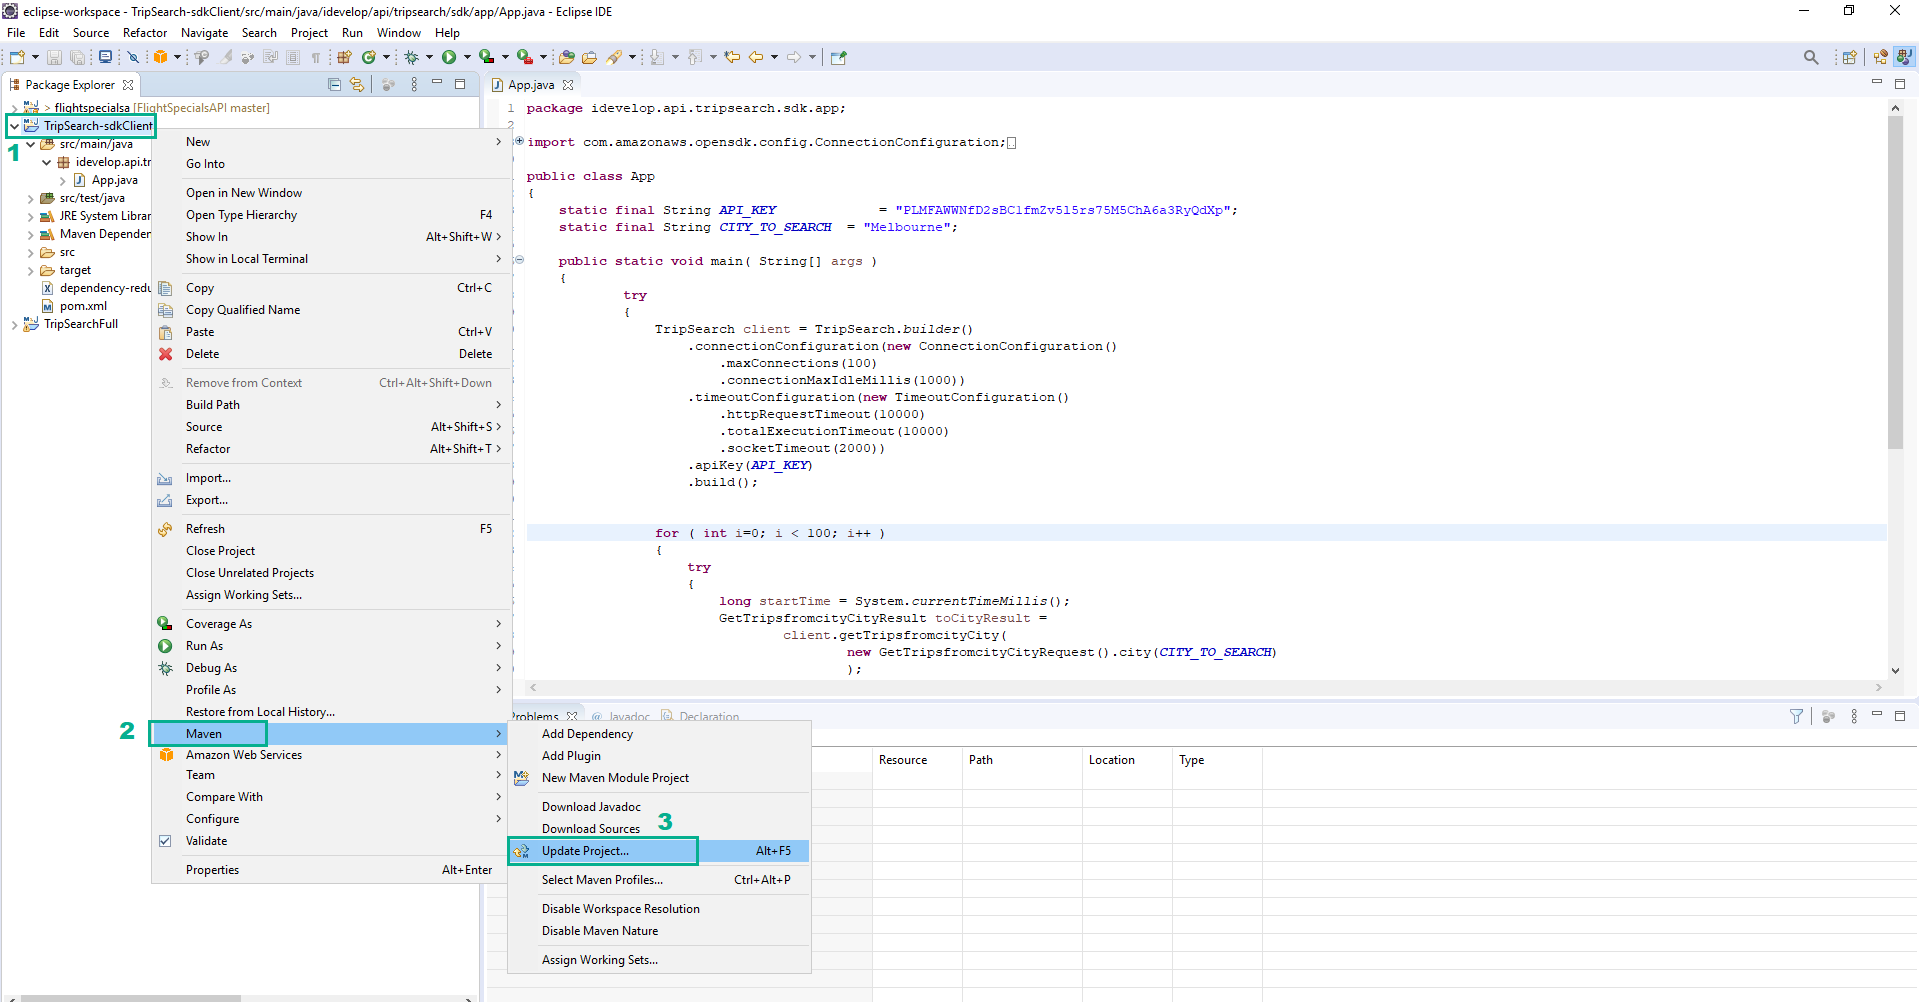 eclipse-workspace - TripSearch-sdkClient/src/main/java/idevelop/api/tripsearch/sdk/app/App.java - Eclipse IDE
File Edit Source Refactor Navigate Search Project Run Window Help
Package Explorer
> flightspecialsa [FlightSpecialsAPI master]
TripSearch-sdkClient
1
src/main/java
idevelop.api.tr
App.java
src/test/java
JRE System Librar
Maven Depender
src
target
dependency-redu
pom.xml
TripSearchFull
New
Go Into
Open in New Window
Open Type Hierarchy F4
Show In Alt+Shift+W >
Show in Local Terminal
Copy Ctrl+C
Copy Qualified Name
Paste Ctrl+V
Delete Delete
Remove from Context Ctrl+Alt+Shift+Down
Build Path
Source Alt+Shift+S >
Refactor Alt+Shift+T >
Import...
Export...
Refresh F5
Close Project
Close Unrelated Projects
Assign Working Sets...
Coverage As
Run As
Debug As
Profile As
Restore from Local History...
2 Maven
Amazon Web Services
Team
Compare With
Configure
Validate
Properties Alt+Enter
Add Dependency
Add Plugin
New Maven Module Project
Download Javadoc
Download Sources
3
Update Project... Alt+F5
Select Maven Profiles... Ctrl+Alt+P
Disable Workspace Resolution
Disable Maven Nature
Assign Working Sets...
App.java
1 package idevelop.api.tripsearch.sdk.app;
2
import com.amazonaws.opensdk.config.ConnectionConfiguration;
public class App
{
static final String API_KEY = "PLMFAWWNfD2sBClfmZv5l5rs75M5ChA6a3RyQdXp";
static final String CITY_TO_SEARCH = "Melbourne";
public static void main( String[] args )
{
try
{
TripSearch client = TripSearch.builder()
.connectionConfiguration(new ConnectionConfiguration()
.maxConnections(100)
.connectionMaxIdleMillis(1000))
.timeoutConfiguration(new TimeoutConfiguration()
.httpRequestTimeout(10000)
.totalExecutionTimeout(10000)
.socketTimeout(2000))
.apiKey(API_KEY)
.build();
for ( int i=0; i < 100; i++ )
{
try
{
long startTime = System.currentTimeMillis();
GetTripsfromcityCityResult toCityResult =
client.getTripsfromcityCity(
new GetTripsfromcityCityRequest().city(CITY_TO_SEARCH)
);
Problems @ Javadoc Declaration
Resource Path Location Type